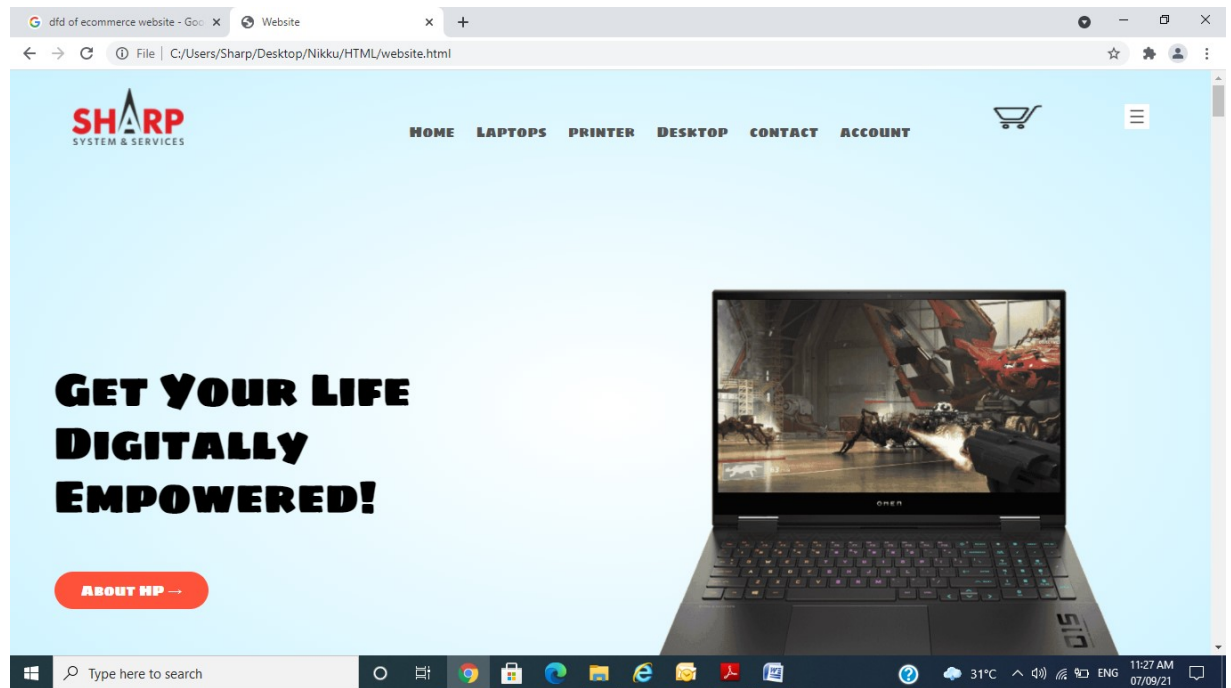 dfd of ecommerce website - Goo
Website
File
C:/Users/Sharp/Desktop/Nikku/HTML/website.html
SHARP
SYSTEM & SERVICES
HOME LAPTOPS PRINTER DESKTOP CONTACT ACCOUNT
GET YOUR LIFE
DIGITALLY
EMPOWERED!
ABOUT HP →
OMEN
15
Type here to search
31°C
ENG
11:27 AM
07/09/21